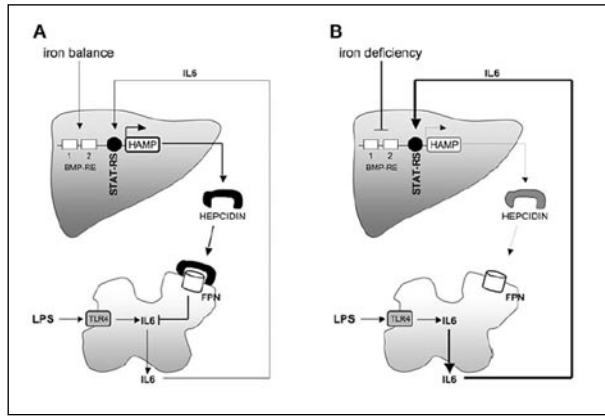 A
iron balance
IL6
HAMP
1 2
BMP-RE
STAT-RS
HEPCIDIN
FPN
LPS
TLR4
IL6
IL6
B
iron deficiency
IL6
HAMP
1 2
BMP-RE
STAT-RS
HEPCIDIN
FPN
LPS
TLR4
IL6
IL6